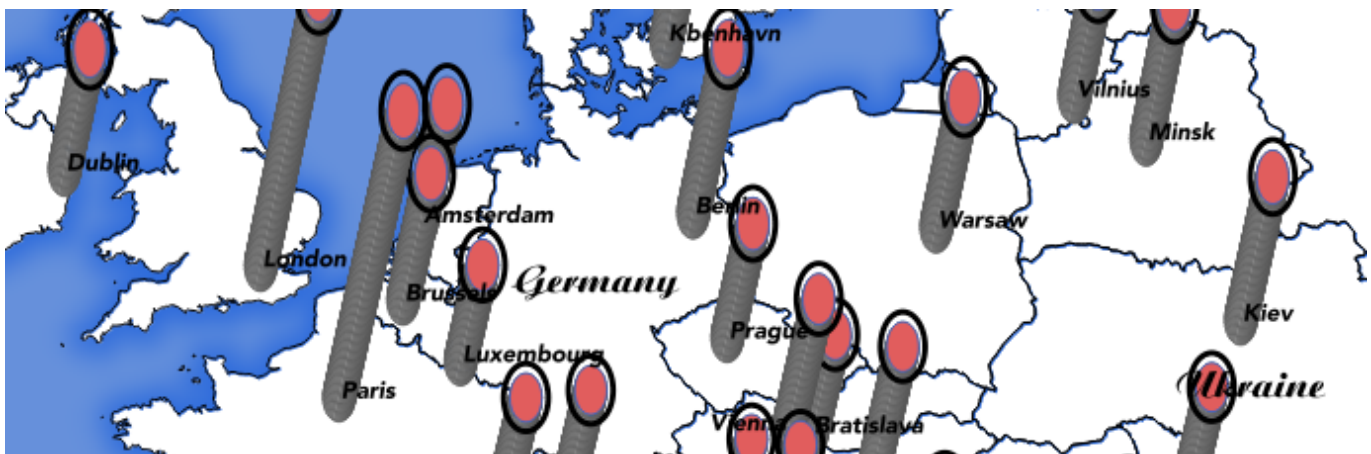 Kbenhavn
Vilnius
Minsk
Dublin
Berlin
Amsterdam
Warsaw
London
Germany
Brussels
Kiev
Prague
Luxembourg
Paris
Ukraine
Vienna
Bratislava